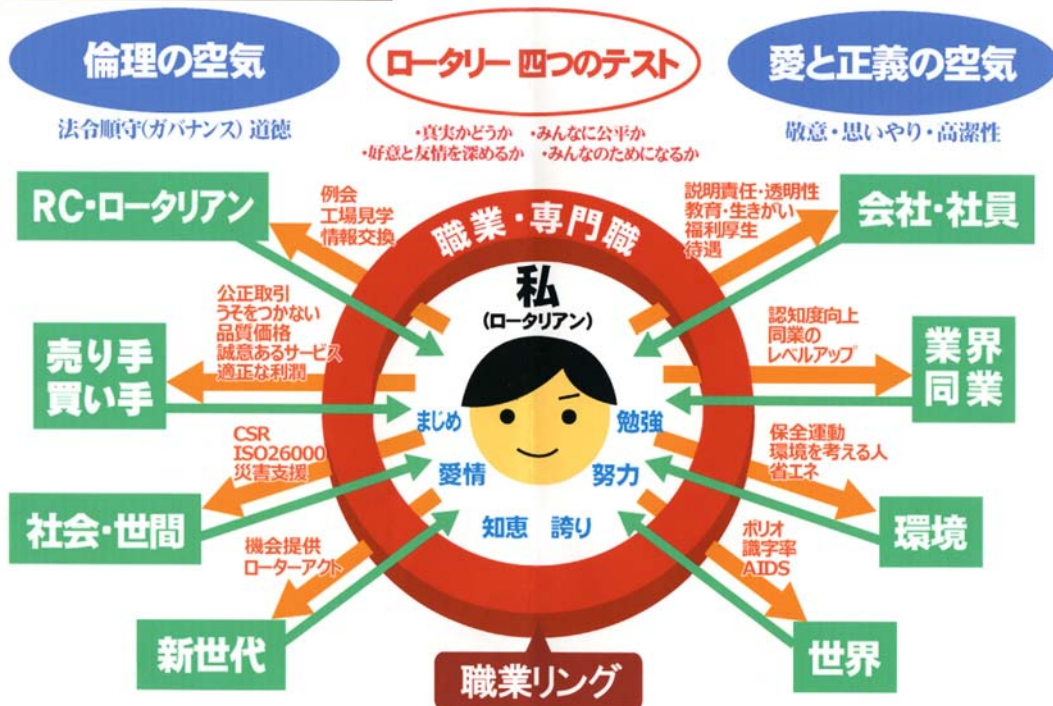 倫理の空気
法令順守(ガバナンス) 道徳
ロータリー 四つのテスト
・真実かどうか ・みんなに公平か
・好意と友情を深めるか ・みんなのためになるか
愛と正義の空気
敬意・思いやり・高潔性
RC・ロータリアン
例会
工場見学
情報交換
職業・専門職
説明責任・透明性
教育・生きがい
福利厚生
待遇
会社・社員
私
(ロータリアン)
公正取引
うそをつかない
品質価格
誠意あるサービス
適正な利潤
売り手
買い手
認知度向上
同業の
レベルアップ
業界
同業
まじめ
勉強
愛情
努力
知恵 誇り
CSR
ISO26000
災害支援
社会・世間
保全運動
環境を考える人
省エネ
環境
機会提供
ローターアクト
新世代
ポリオ
識字率
AIDS
世界
職業リング